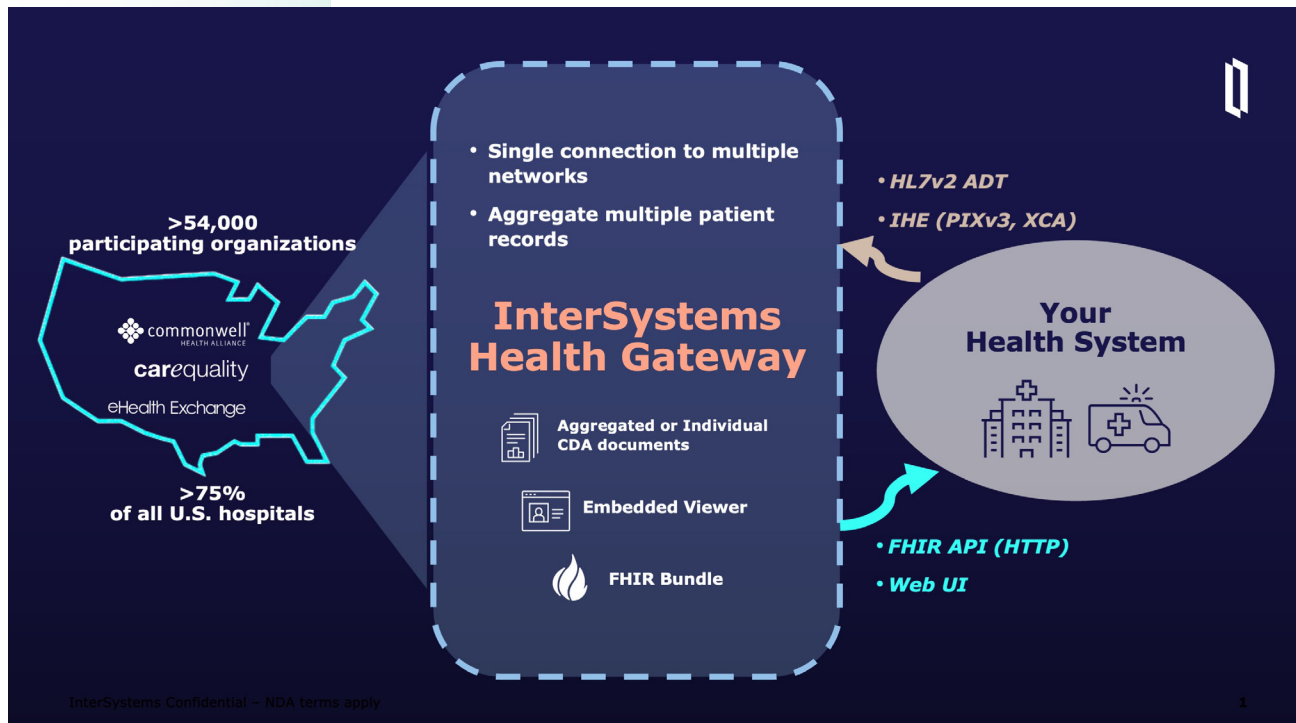 >54,000
participating organizations
commonwell®
HEALTH ALLIANCE
carequality
eHealth Exchange
>75%
of all U.S. hospitals
• Single connection to multiple
networks
• Aggregate multiple patient
records
InterSystems
Health Gateway
Aggregated or Individual
CDA documents
Embedded Viewer
FHIR Bundle
• HL7v2 ADT
• IHE (PIXv3, XCA)
Your
Health System
• FHIR API (HTTP)
• Web UI
InterSystems Confidential – NDA terms apply
1